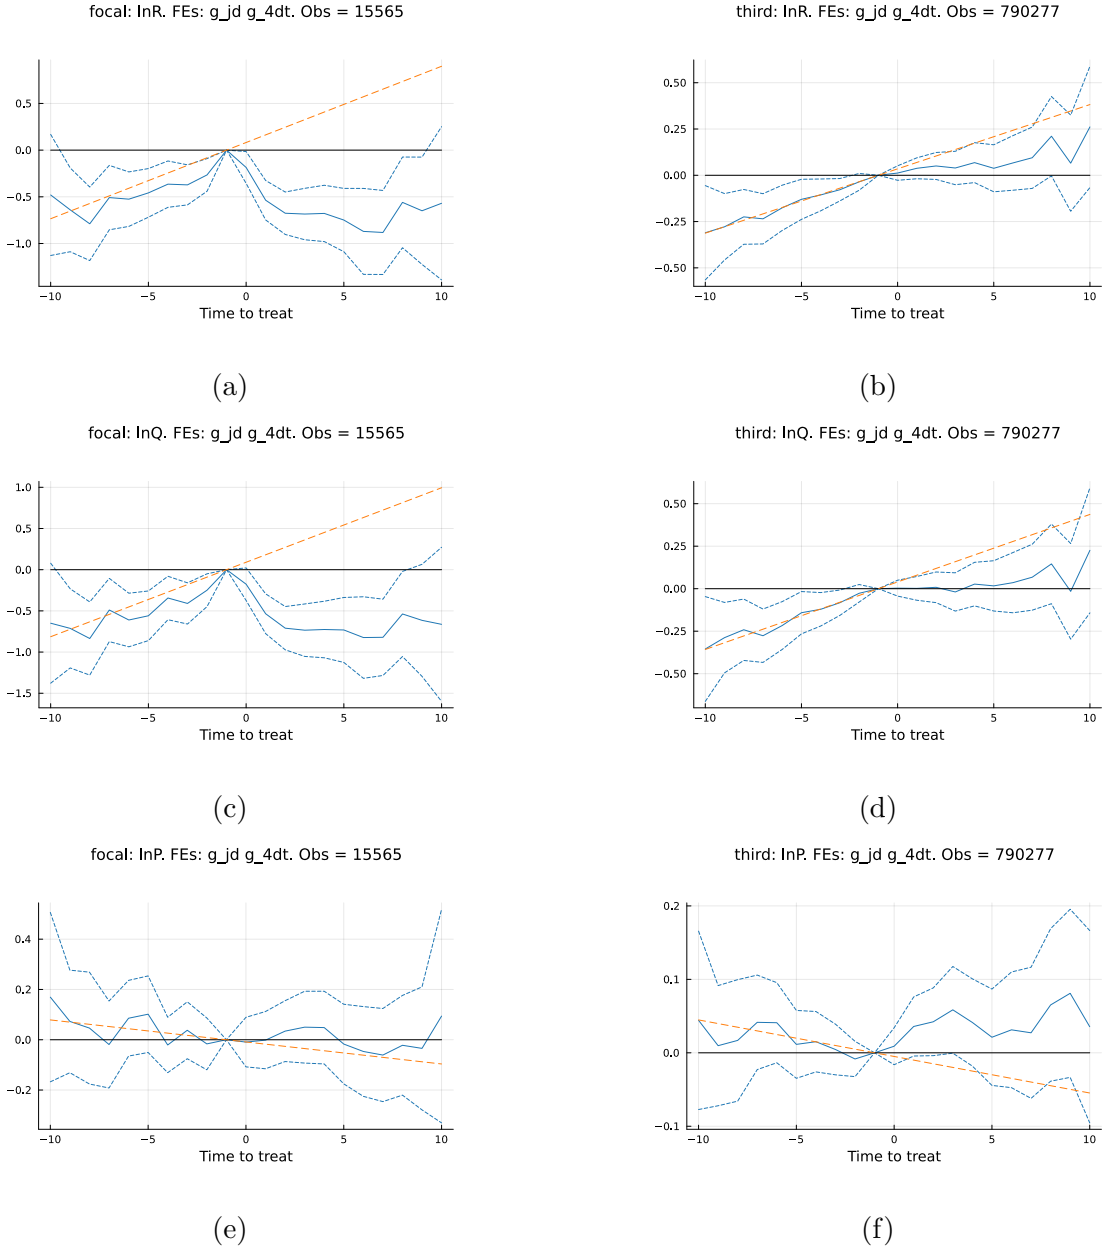 focal: lnR. FEs: g_jd g_4dt. Obs = 15565
0.5
0.0
−0.5
−1.0
−10 −5 0 5 10
Time to treat
(a)
third: lnR. FEs: g_jd g_4dt. Obs = 790277
0.50
0.25
0.00
−0.25
−0.50
−10 −5 0 5 10
Time to treat
(b)
focal: lnQ. FEs: g_jd g_4dt. Obs = 15565
1.0
0.5
0.0
−0.5
−1.0
−1.5
−10 −5 0 5 10
Time to treat
(c)
third: lnQ. FEs: g_jd g_4dt. Obs = 790277
0.50
0.25
0.00
−0.25
−0.50
−10 −5 0 5 10
Time to treat
(d)
focal: lnP. FEs: g_jd g_4dt. Obs = 15565
0.4
0.2
0.0
−0.2
−10 −5 0 5 10
Time to treat
(e)
third: lnP. FEs: g_jd g_4dt. Obs = 790277
0.2
0.1
0.0
−0.1
−10 −5 0 5 10
Time to treat
(f)